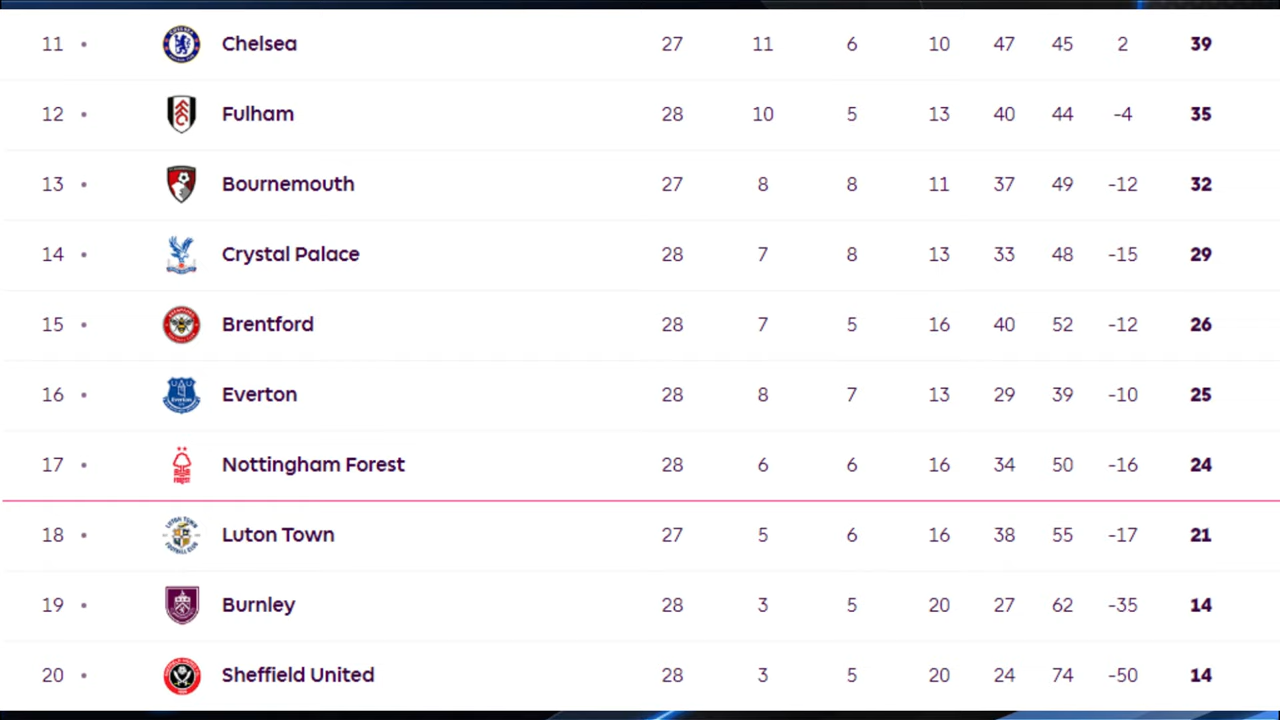 11 • Chelsea 27 11 6 10 47 45 2 39
12 • Fulham 28 10 5 13 40 44 -4 35
13 • Bournemouth 27 8 8 11 37 49 -12 32
14 • Crystal Palace 28 7 8 13 33 48 -15 29
15 • Brentford 28 7 5 16 40 52 -12 26
16 • Everton 28 8 7 13 29 39 -10 25
17 • Nottingham Forest 28 6 6 16 34 50 -16 24
18 • Luton Town 27 5 6 16 38 55 -17 21
19 • Burnley 28 3 5 20 27 62 -35 14
20 • Sheffield United 28 3 5 20 24 74 -50 14